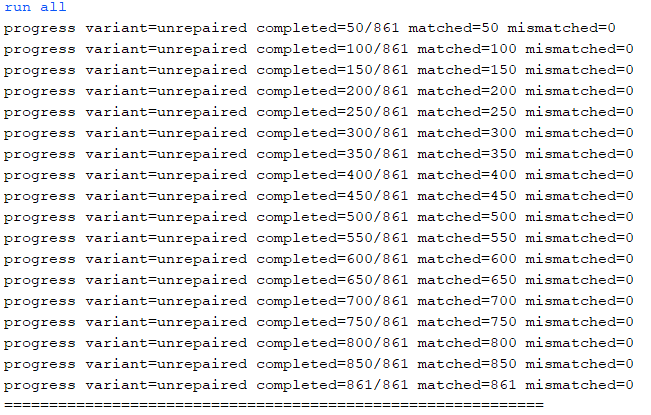 run all
progress variant=unrepaired completed=50/861 matched=50 mismatched=0
progress variant=unrepaired completed=100/861 matched=100 mismatched=0
progress variant=unrepaired completed=150/861 matched=150 mismatched=0
progress variant=unrepaired completed=200/861 matched=200 mismatched=0
progress variant=unrepaired completed=250/861 matched=250 mismatched=0
progress variant=unrepaired completed=300/861 matched=300 mismatched=0
progress variant=unrepaired completed=350/861 matched=350 mismatched=0
progress variant=unrepaired completed=400/861 matched=400 mismatched=0
progress variant=unrepaired completed=450/861 matched=450 mismatched=0
progress variant=unrepaired completed=500/861 matched=500 mismatched=0
progress variant=unrepaired completed=550/861 matched=550 mismatched=0
progress variant=unrepaired completed=600/861 matched=600 mismatched=0
progress variant=unrepaired completed=650/861 matched=650 mismatched=0
progress variant=unrepaired completed=700/861 matched=700 mismatched=0
progress variant=unrepaired completed=750/861 matched=750 mismatched=0
progress variant=unrepaired completed=800/861 matched=800 mismatched=0
progress variant=unrepaired completed=850/861 matched=850 mismatched=0
progress variant=unrepaired completed=861/861 matched=861 mismatched=0
============================================================